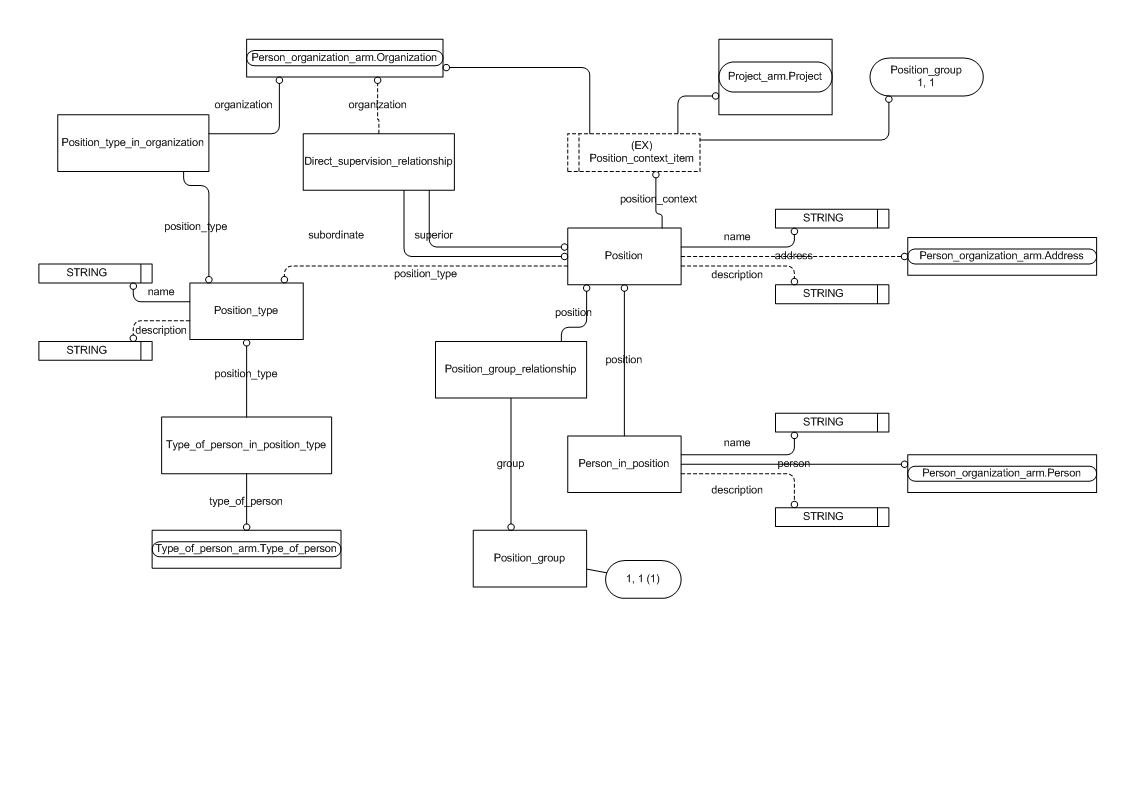 Person_organization_arm.Organization
Project_arm.Project
Position_group
1, 1
organization
organization
Position_type_in_organization
Direct_supervision_relationship
(EX)
Position_context_item
position_context
position_type
subordinate
superior
STRING
name
Position
address
Person_organization_arm.Address
position_type
description
STRING
STRING
name
description
STRING
Position_type
position
position
Position_group_relationship
position_type
Type_of_person_in_position_type
STRING
name
Person_in_position
person
Person_organization_arm.Person
description
STRING
group
type_of_person
Type_of_person_arm.Type_of_person
Position_group
1, 1 (1)